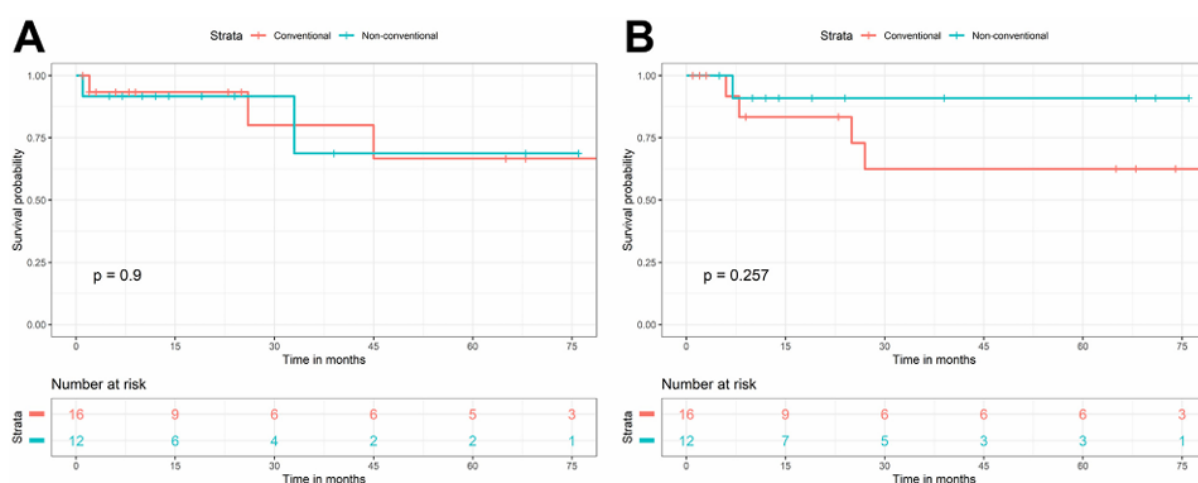 A
Strata Conventional Non-conventional
1.00
0.75
0.50
0.25
0.00
Survival probability
p = 0.9
0 15 30 45 60 75
Time in months
Number at risk
Strata
16 9 6 6 5 3
12 6 4 2 2 1
0 15 30 45 60 75
Time in months
B
Strata Conventional Non-conventional
1.00
0.75
0.50
0.25
0.00
Survival probability
p = 0.257
0 15 30 45 60 75
Time in months
Number at risk
Strata
16 9 6 6 6 3
12 7 5 3 3 1
0 15 30 45 60 75
Time in months